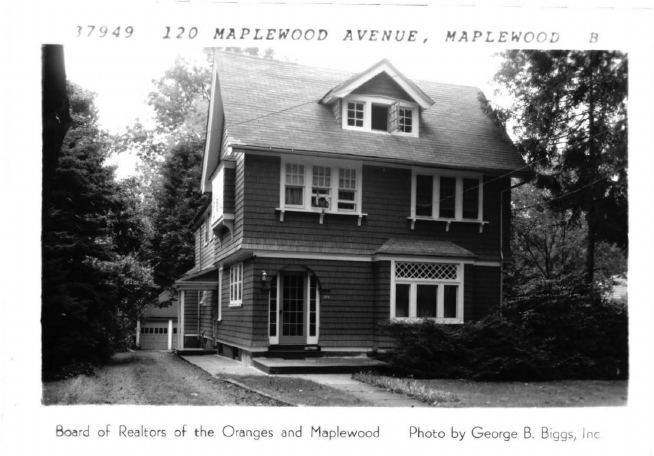 37949 120 MAPLEWOOD AVENUE, MAPLEWOOD B
Board of Realtors of the Oranges and Maplewood Photo by George B. Biggs, Inc.